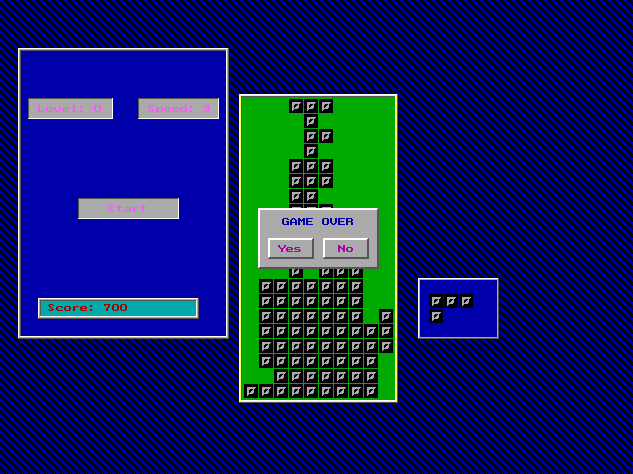 Level: 0
Speed: 3
Start
GAME OVER
Yes
No
Score: 700